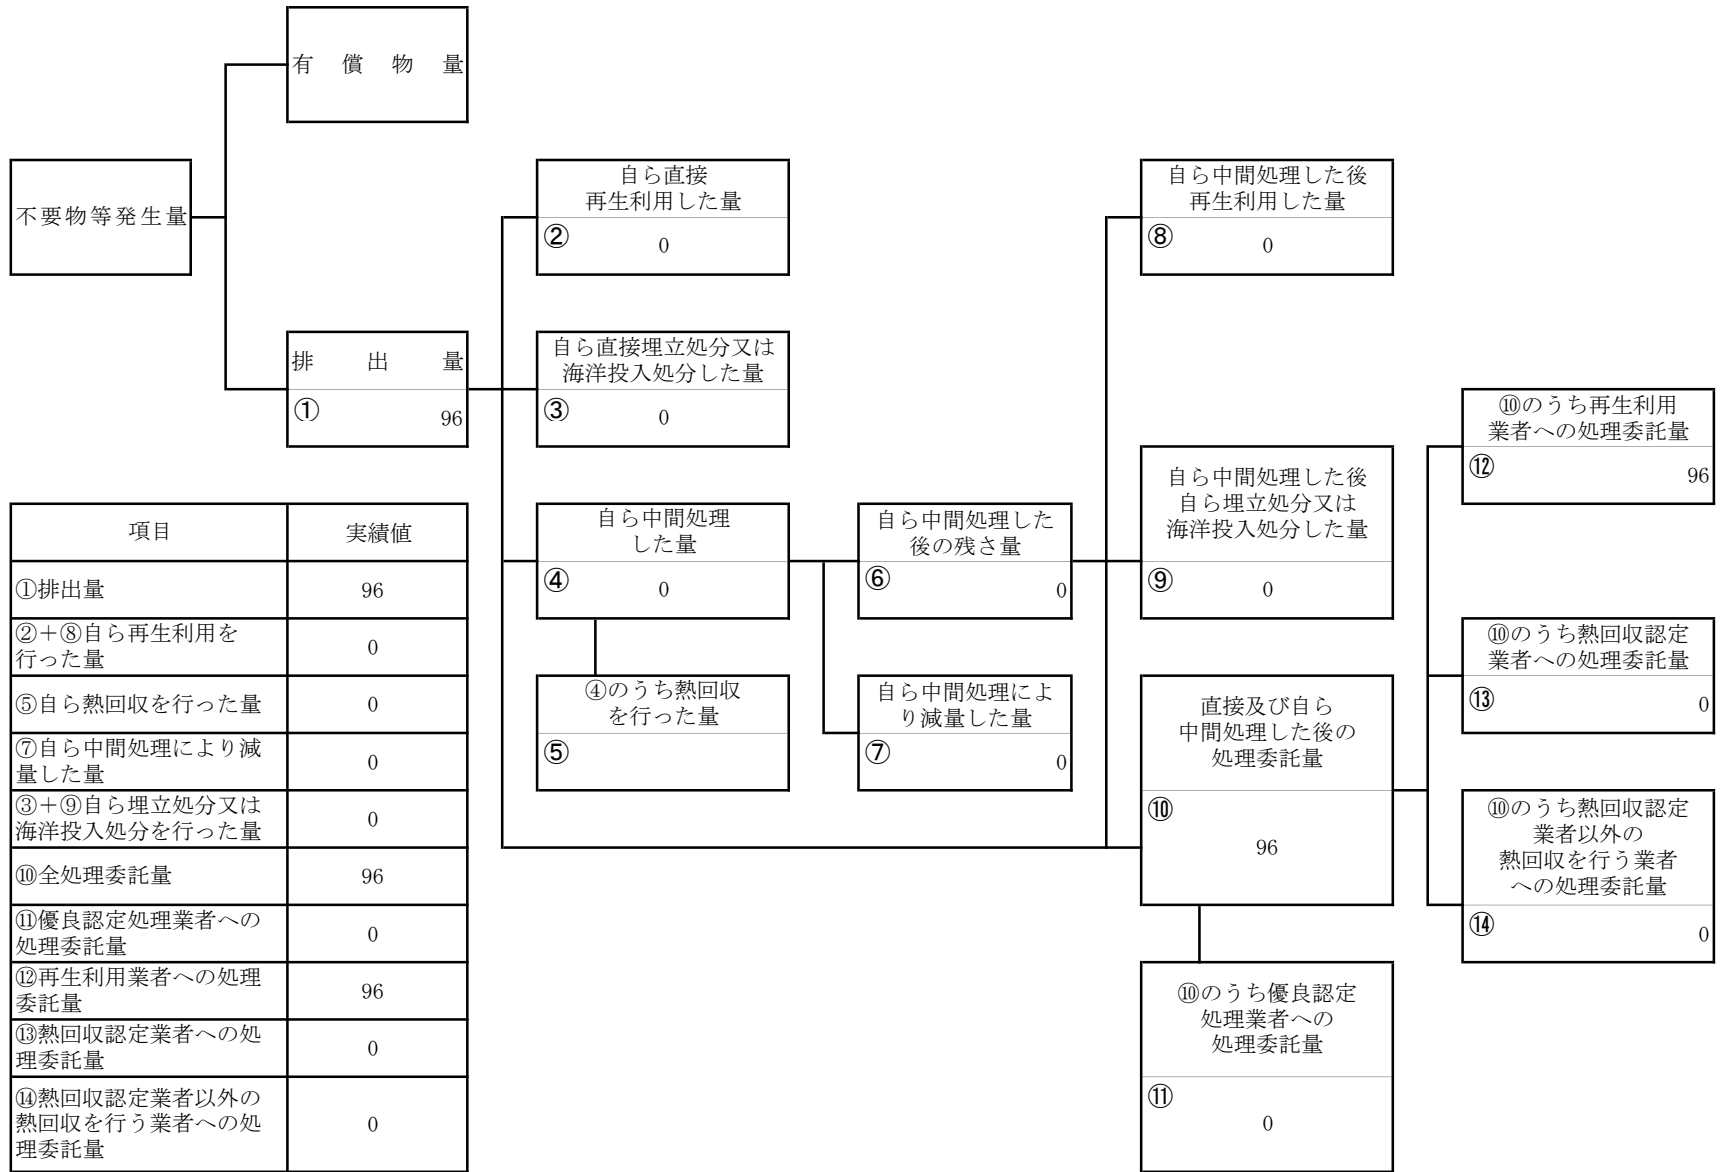 有償物量
不要物等発生量
排出量
①
96
自ら直接
再生利用した量
②
0
自ら直接埋立処分又は
海洋投入処分した量
③
0
自ら中間処理
した量
④
0
④のうち熱回収
を行った量
⑤
自ら中間処理した
後の残さ量
⑥
0
自ら中間処理によ
り減量した量
⑦
0
自ら中間処理した後
再生利用した量
⑧
0
自ら中間処理した後
自ら埋立処分又は
海洋投入処分した量
⑨
0
直接及び自ら
中間処理した後の
処理委託量
⑩
96
⑩のうち優良認定
処理業者への
処理委託量
⑪
0
⑩のうち再生利用
業者への処理委託量
⑫
96
⑩のうち熱回収認定
業者への処理委託量
⑬
0
⑩のうち熱回収認定
業者以外の
熱回収を行う業者
への処理委託量
⑭
0
項目 実績値
①排出量 96
②+⑧自ら再生利用を
行った量
0
⑤自ら熱回収を行った量 0
⑦自ら中間処理により減
量した量
0
③+⑨自ら埋立処分又は
海洋投入処分を行った量
0
⑩全処理委託量 96
⑪優良認定処理業者への
処理委託量
0
⑫再生利用業者への処理
委託量
96
⑬熱回収認定業者への処
理委託量
0
⑭熱回収認定業者以外の
熱回収を行う業者への処
理委託量
0